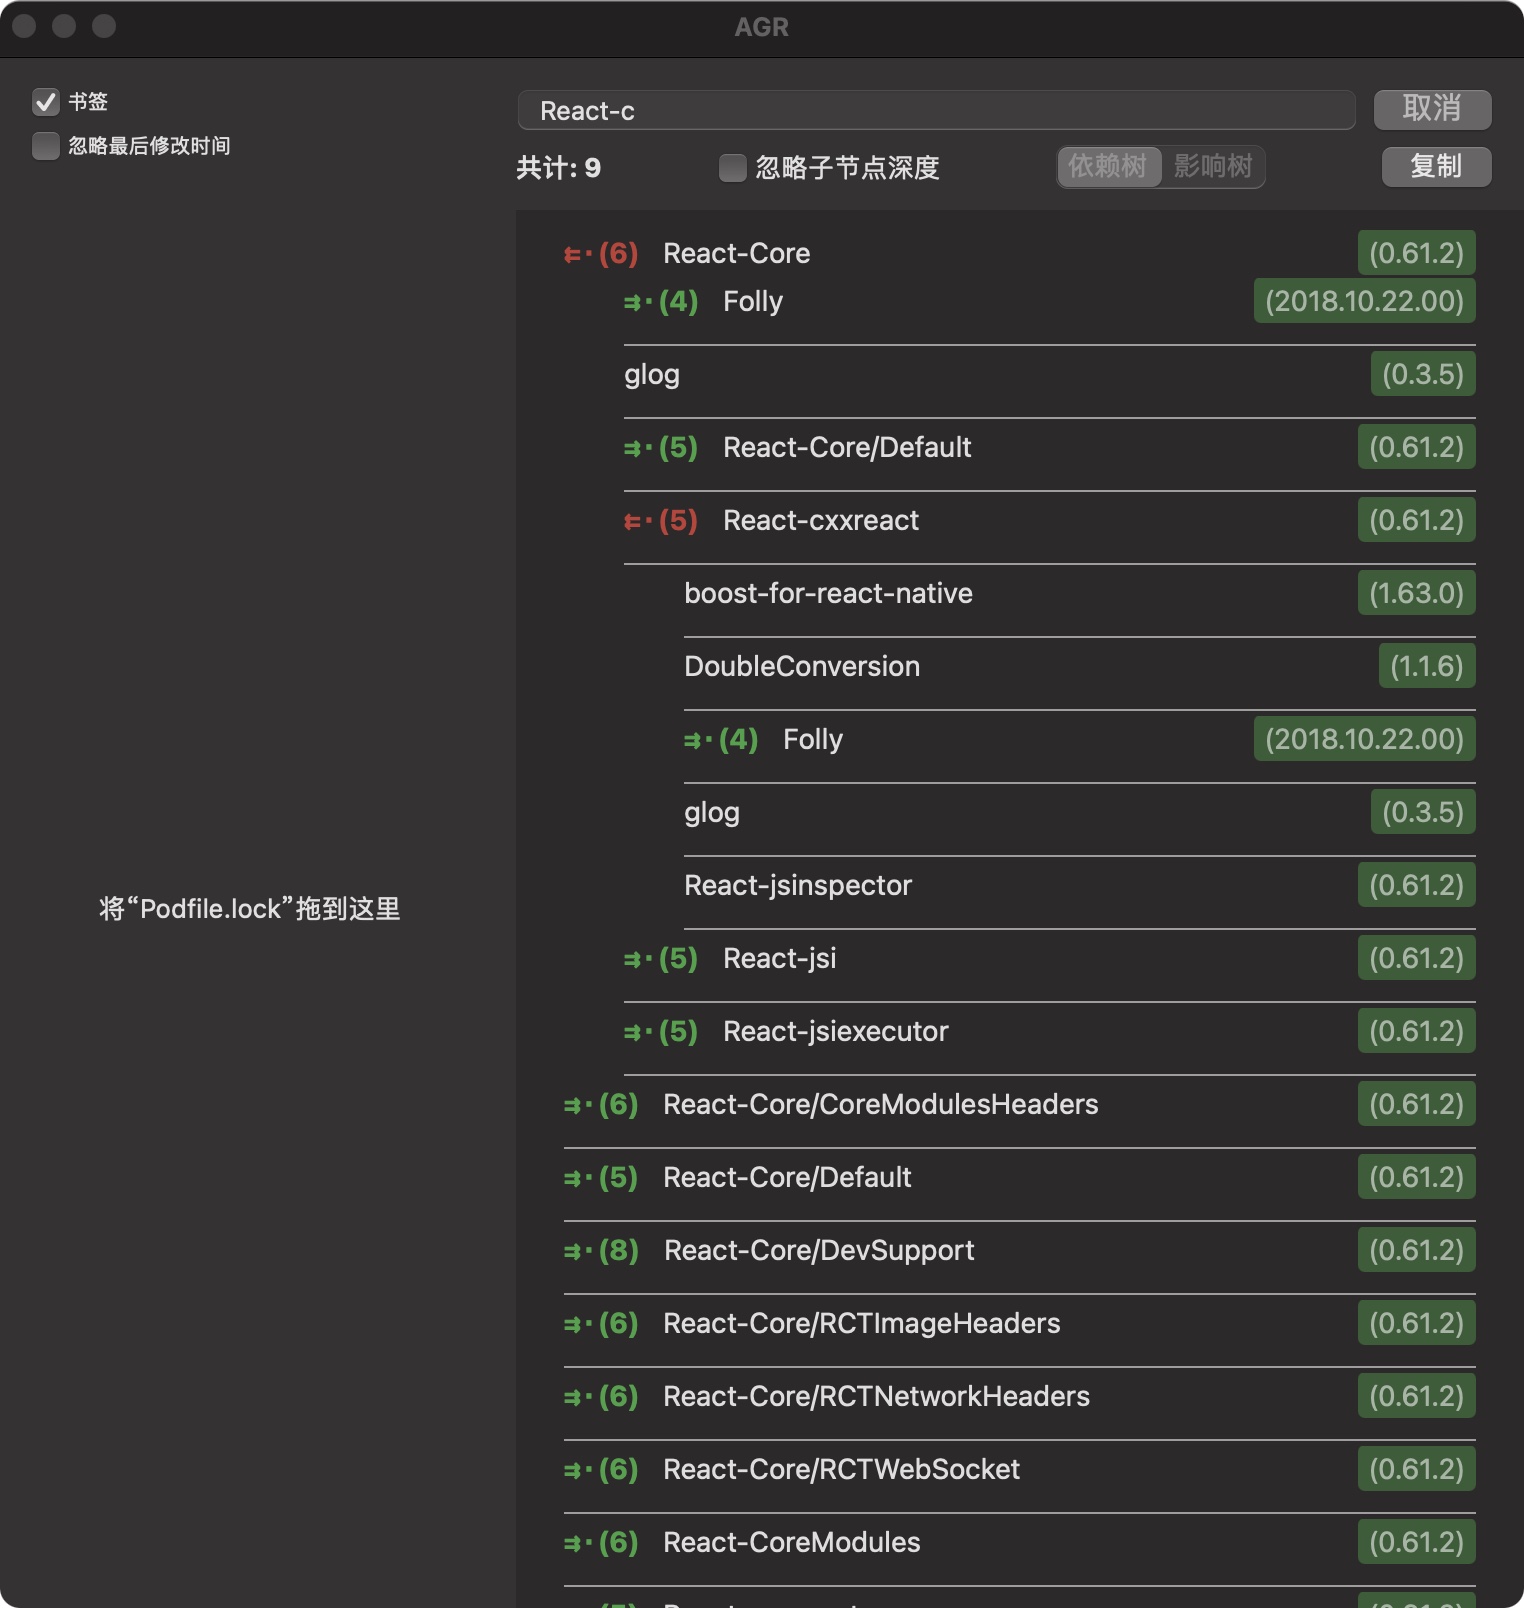 AGR
书签
忽略最后修改时间
React-c
取消
共计: 9
忽略子节点深度
依赖树
影响树
复制
将“Podfile.lock”拖到这里
(6) React-Core (0.61.2)
(4) Folly (2018.10.22.00)
glog (0.3.5)
(5) React-Core/Default (0.61.2)
(5) React-cxxreact (0.61.2)
boost-for-react-native (1.63.0)
DoubleConversion (1.1.6)
(4) Folly (2018.10.22.00)
glog (0.3.5)
React-jsinspector (0.61.2)
(5) React-jsi (0.61.2)
(5) React-jsiexecutor (0.61.2)
(6) React-Core/CoreModulesHeaders (0.61.2)
(5) React-Core/Default (0.61.2)
(8) React-Core/DevSupport (0.61.2)
(6) React-Core/RCTImageHeaders (0.61.2)
(6) React-Core/RCTNetworkHeaders (0.61.2)
(6) React-Core/RCTWebSocket (0.61.2)
(6) React-CoreModules (0.61.2)